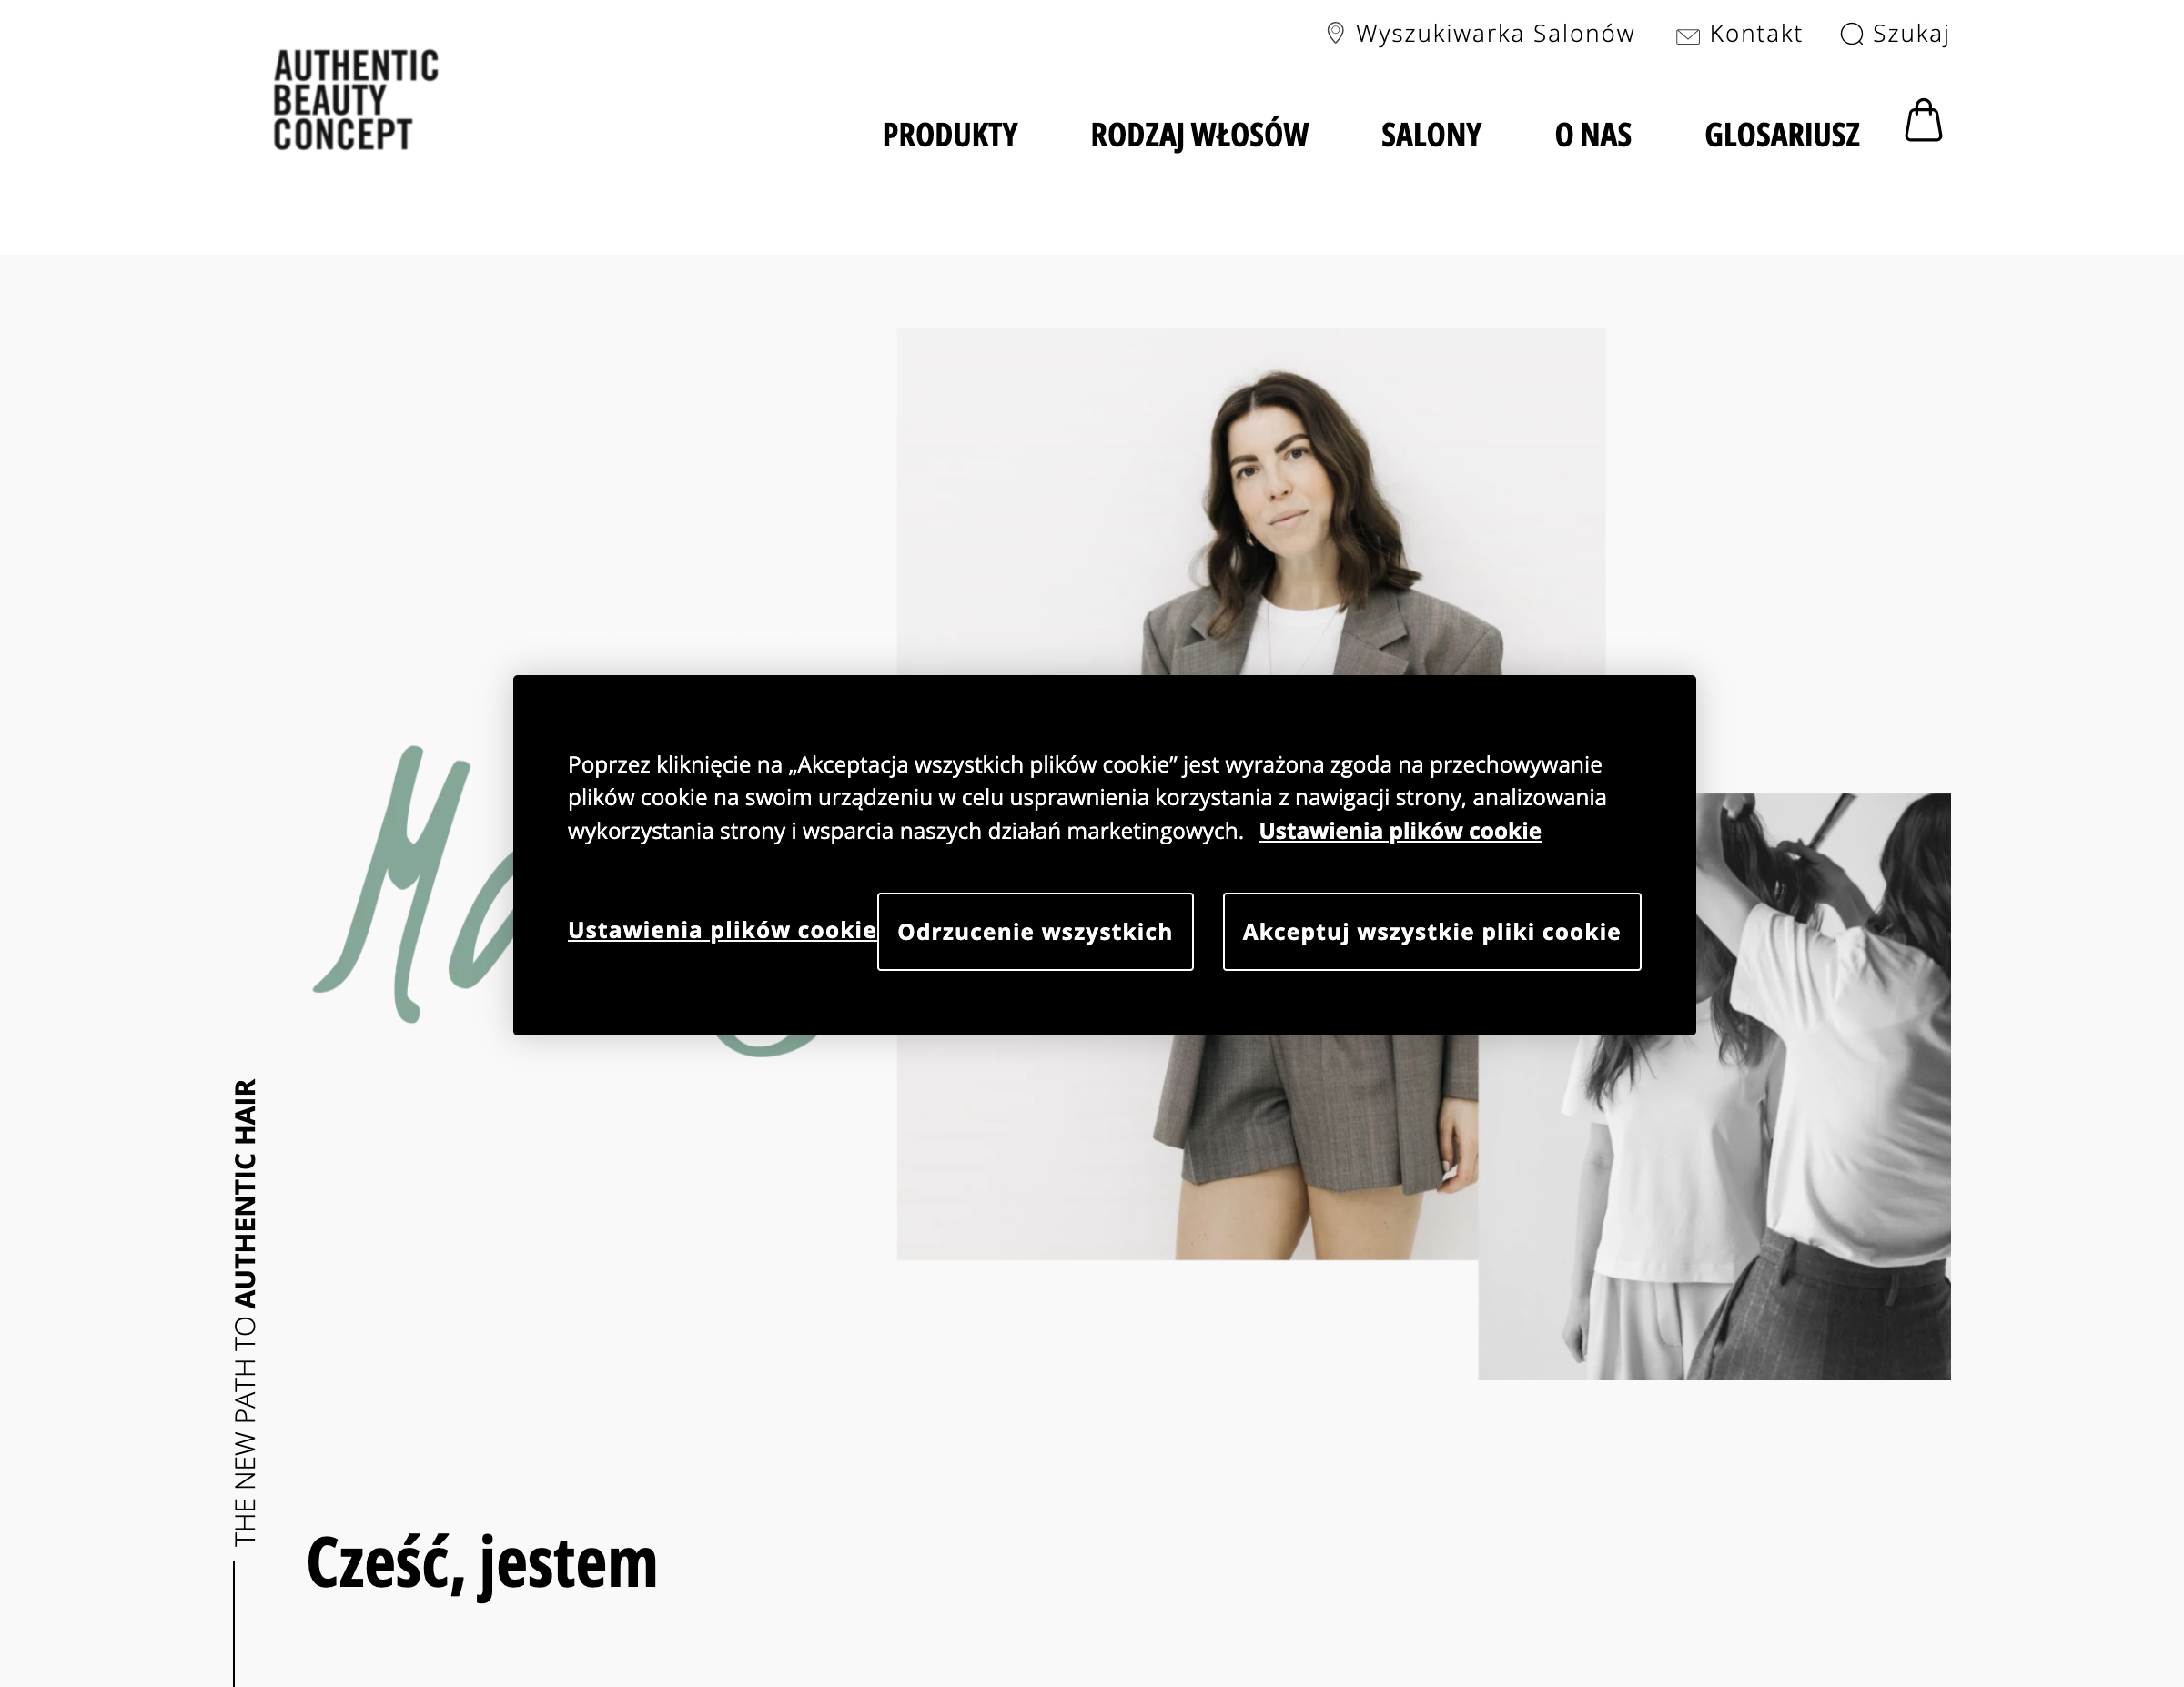 Wyszukiwarka Salonów Kontakt Szukaj
AUTHENTIC
BEAUTY
CONCEPT
PRODUKTY RODZAJ WŁOSÓW SALONY O NAS GLOSARIUSZ
Poprzez kliknięcie na „Akceptacja wszystkich plików cookie” jest wyrażona zgoda na przechowywanie
plików cookie na swoim urządzeniu w celu usprawnienia korzystania z nawigacji strony, analizowania
wykorzystania strony i wsparcia naszych działań marketingowych. Ustawienia plików cookie
Ustawienia plików cookie Odrzucenie wszystkich Akceptuj wszystkie pliki cookie
THE NEW PATH TO AUTHENTIC HAIR
Cześć, jestem